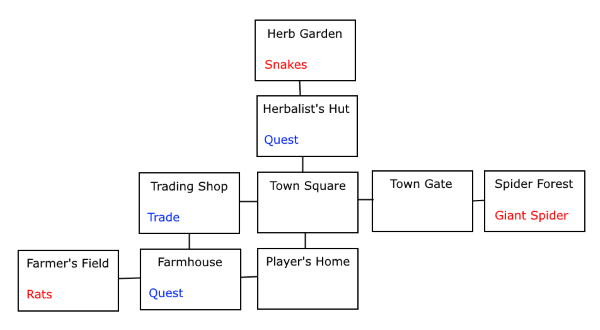 Herb Garden
Snakes
Herbalist's Hut
Quest
Trading Shop
Trade
Town Square
Town Gate
Spider Forest
Giant Spider
Farmer's Field
Rats
Farmhouse
Quest
Player's Home